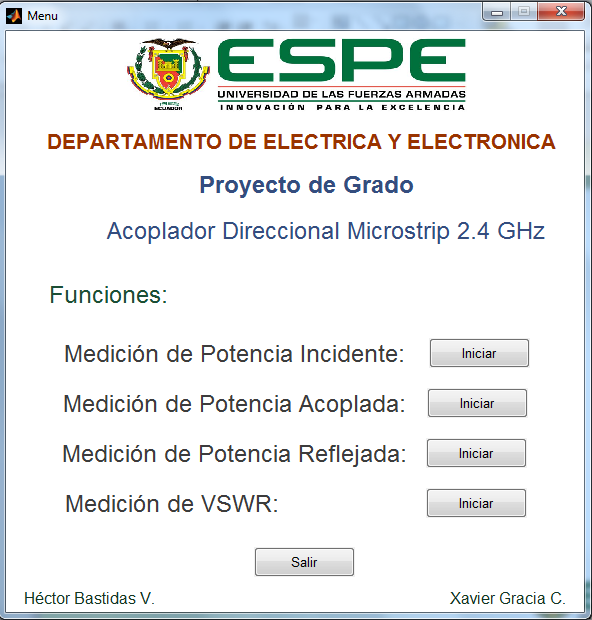 Menu
ESPE
UNIVERSIDAD DE LAS FUERZAS ARMADAS
INNOVACIÓN PARA LA EXCELENCIA
ECUADOR
DEPARTAMENTO DE ELECTRICA Y ELECTRONICA
Proyecto de Grado
Acoplador Direccional Microstrip 2.4 GHz
Funciones:
Medición de Potencia Incidente: Iniciar
Medición de Potencia Acoplada: Iniciar
Medición de Potencia Reflejada: Iniciar
Medición de VSWR: Iniciar
Salir
Héctor Bastidas V. Xavier Gracia C.